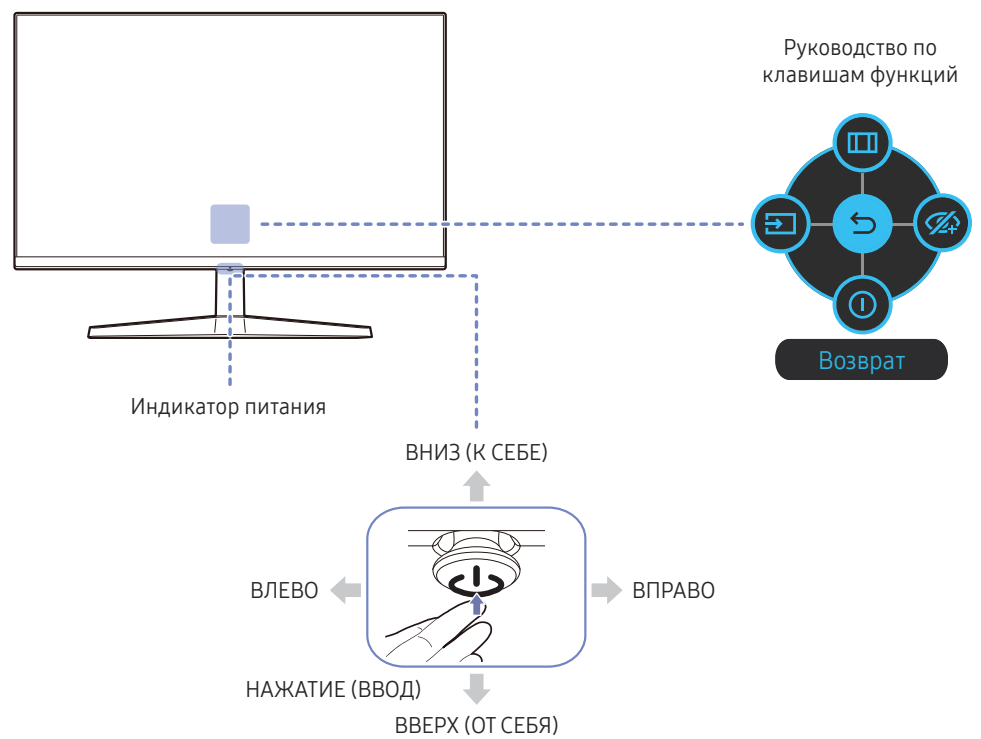 Руководство по
клавишам функций
Возврат
Индикатор питания
ВНИЗ (К СЕБЕ)
ВЛЕВО
ВПРАВО
НАЖАТИЕ (ВВОД)
ВВЕРХ (ОТ СЕБЯ)